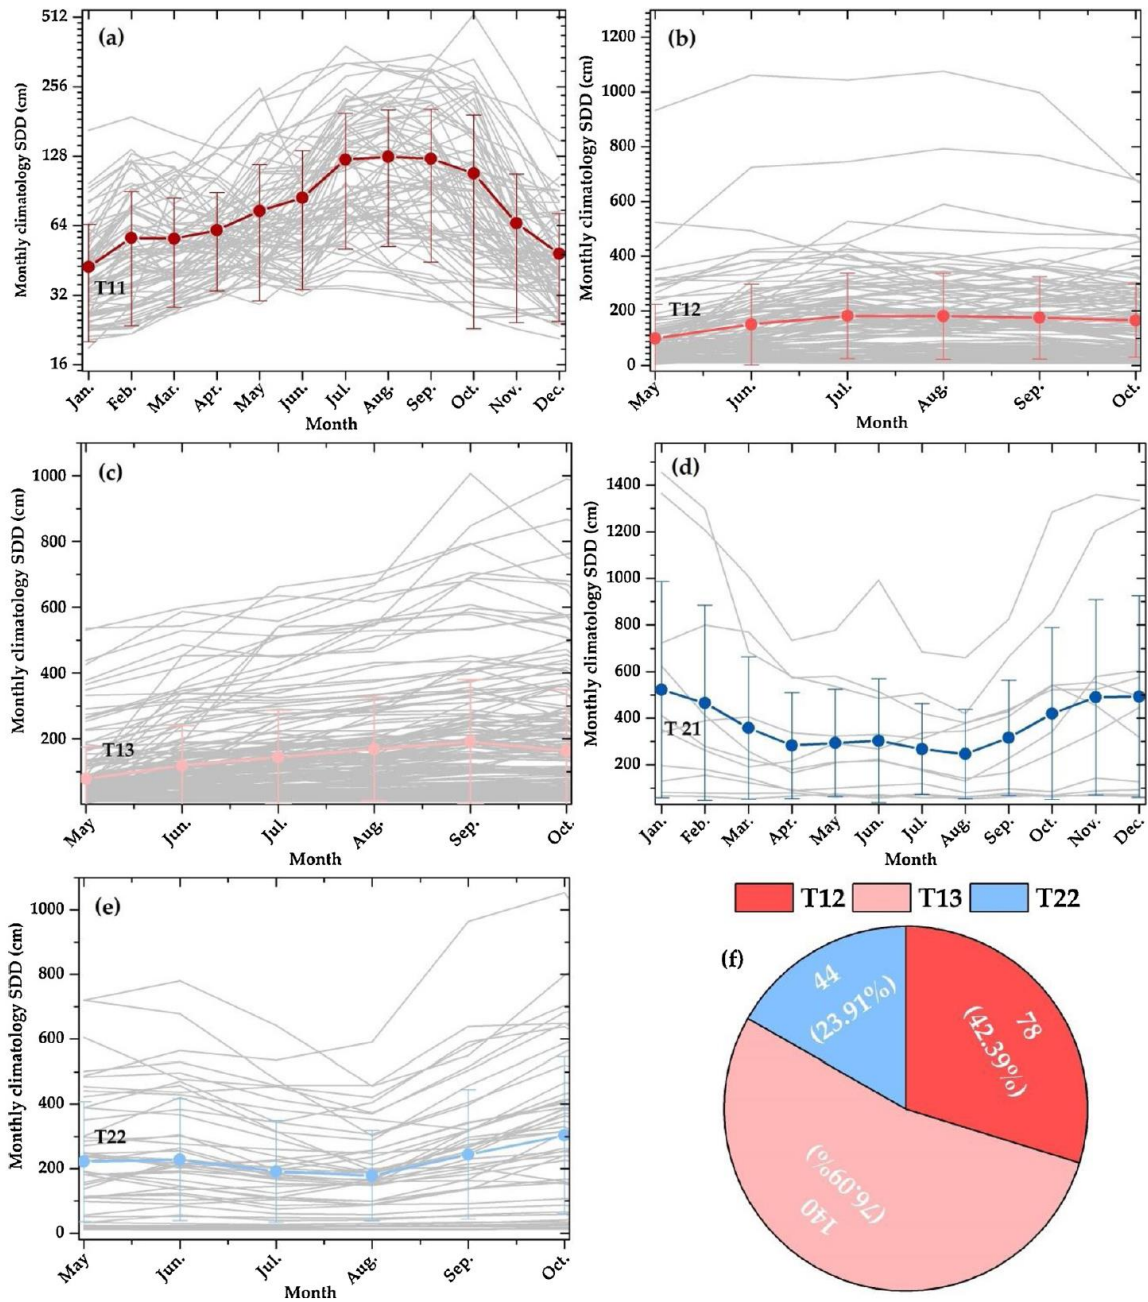 (a)
Monthly climatology SDD (cm)
512
256
128
64
32
16
T11
Jan. Feb. Mar. Apr. May Jun. Jul. Aug. Sep. Oct. Nov. Dec.
Month
(b)
Monthly climatology SDD (cm)
1200
1000
800
600
400
200
0
T12
May Jun. Jul. Aug. Sep. Oct.
Month
(c)
Monthly climatology SDD (cm)
1000
800
600
400
200
T13
May Jun. Jul. Aug. Sep. Oct.
Month
(d)
Monthly climatology SDD (cm)
1400
1200
1000
800
600
400
200
T 21
Jan. Feb. Mar. Apr. May Jun. Jul. Aug. Sep. Oct. Nov. Dec.
Month
(e)
Monthly climatology SDD (cm)
1000
800
600
400
200
0
T22
May Jun. Jul. Aug. Sep. Oct.
Month
T12 T13 T22
(f)
44
(23.91%)
78
(42.39%)
140
(76.09%)